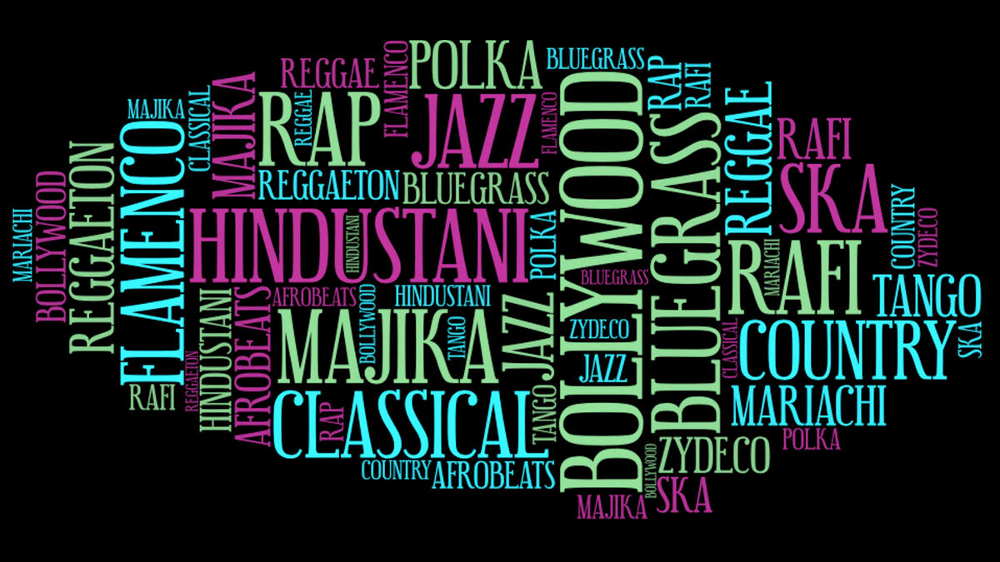 MARIACHI
BOLLYWOOD
REGGAETON
MAJIKA
FLAMENCO
RAFI
CLASSICAL
MAJIKA
REGGAE
FLAMENCO
POLKA
BLUEGRASS
RAP
REGGAE
JAZZ
FLAMENCO
REGGAETON
BLUEGRASS
HINDUSTANI
HINDUSTANI
POLKA
REGGAETON
HINDUSTANI
AFROBEATS
AFROBEATS
BOLLYWOOD
HINDUSTANI
MAJIKA
TANGO
JAZZ
CLASSICAL
RAP
TANGO
COUNTRY
AFROBEATS
BOLLYWOOD
BLUEGRASS
ZYDECO
JAZZ
MAJIKA
RAP
RAFI
BLUEGRASS
BOLLYWOOD
ZYDECO
SKA
REGGAE
RAFI
SKA
COUNTRY
ZYDECO
RAFI
MARIACHI
TANGO
CLASSICAL
COUNTRY
SKA
MARIACHI
POLKA